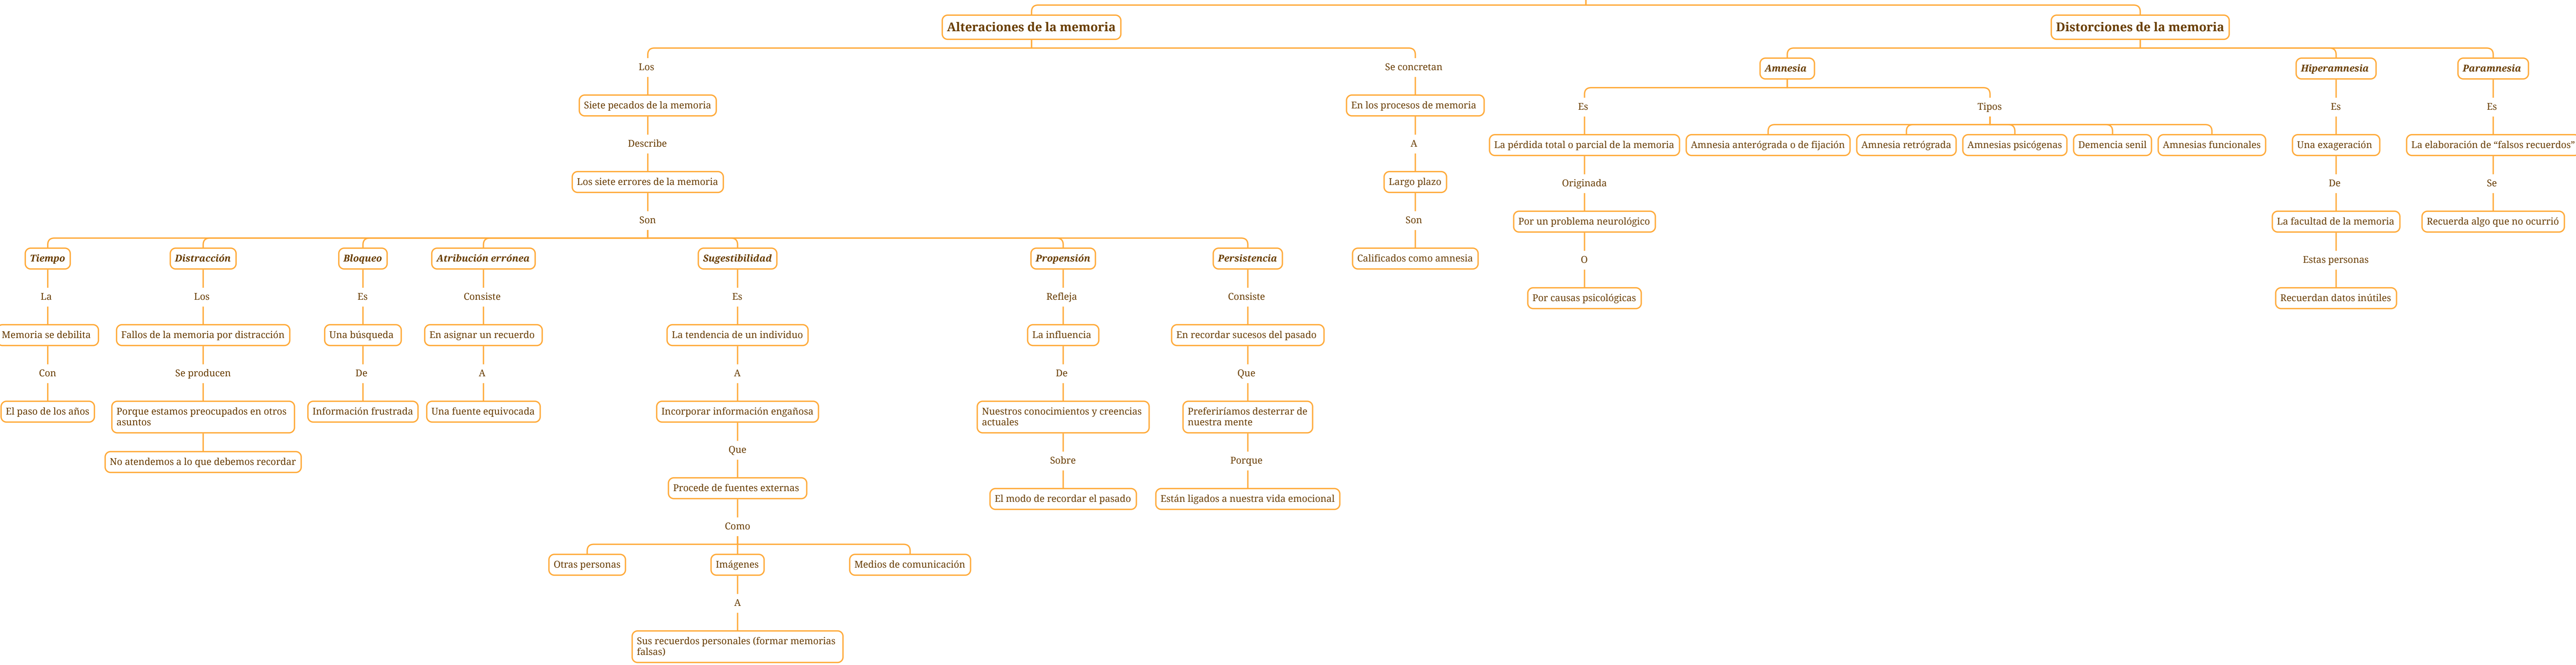 Alteraciones de la memoria
Distorciones de la memoria
Los
Siete pecados de la memoria
Describe
Los siete errores de la memoria
Son
Tiempo
La
Memoria se debilita
Con
El paso de los años
Distracción
Los
Fallos de la memoria por distracción
Se producen
Porque estamos preocupados en otros
asuntos
No atendemos a lo que debemos recordar
Bloqueo
Es
Una búsqueda
De
Información frustrada
Atribución errónea
Consiste
En asignar un recuerdo
A
Una fuente equivocada
Sugestibilidad
Es
La tendencia de un individuo
A
Incorporar información engañosa
Que
Procede de fuentes externas
Como
Otras personas
Imágenes
Medios de comunicación
A
Sus recuerdos personales (formar memorias
falsas)
Propensión
Refleja
La influencia
De
Nuestros conocimientos y creencias
actuales
Sobre
El modo de recordar el pasado
Persistencia
Consiste
En recordar sucesos del pasado
Que
Preferiríamos desterrar de
nuestra mente
Porque
Están ligados a nuestra vida emocional
Se concretan
En los procesos de memoria
A
Largo plazo
Son
Calificados como amnesia
Amnesia
Es
La pérdida total o parcial de la memoria
Originada
Por un problema neurológico
O
Por causas psicológicas
Tipos
Amnesia anterógrada o de fijación
Amnesia retrógrada
Amnesias psicógenas
Demencia senil
Amnesias funcionales
Hiperamnesia
Es
Una exageración
De
La facultad de la memoria
Estas personas
Recuerdan datos inútiles
Paramnesia
Es
La elaboración de “falsos recuerdos”
Se
Recuerda algo que no ocurrió